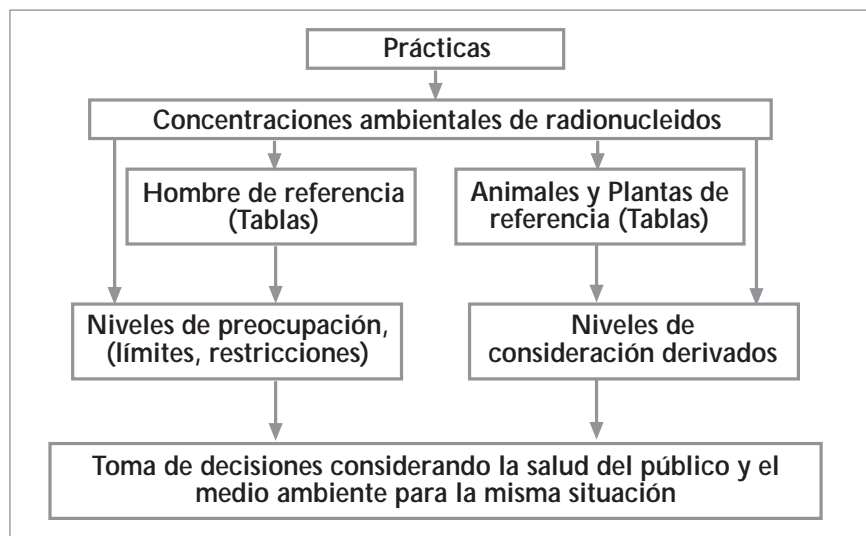 Prácticas
Concentraciones ambientales de radionucleidos
Hombre de referencia
(Tablas)
Animales y Plantas de
referencia (Tablas)
Niveles de preocupación,
(límites, restricciones)
Niveles de
consideración derivados
Toma de decisiones considerando la salud del público y el
medio ambiente para la misma situación